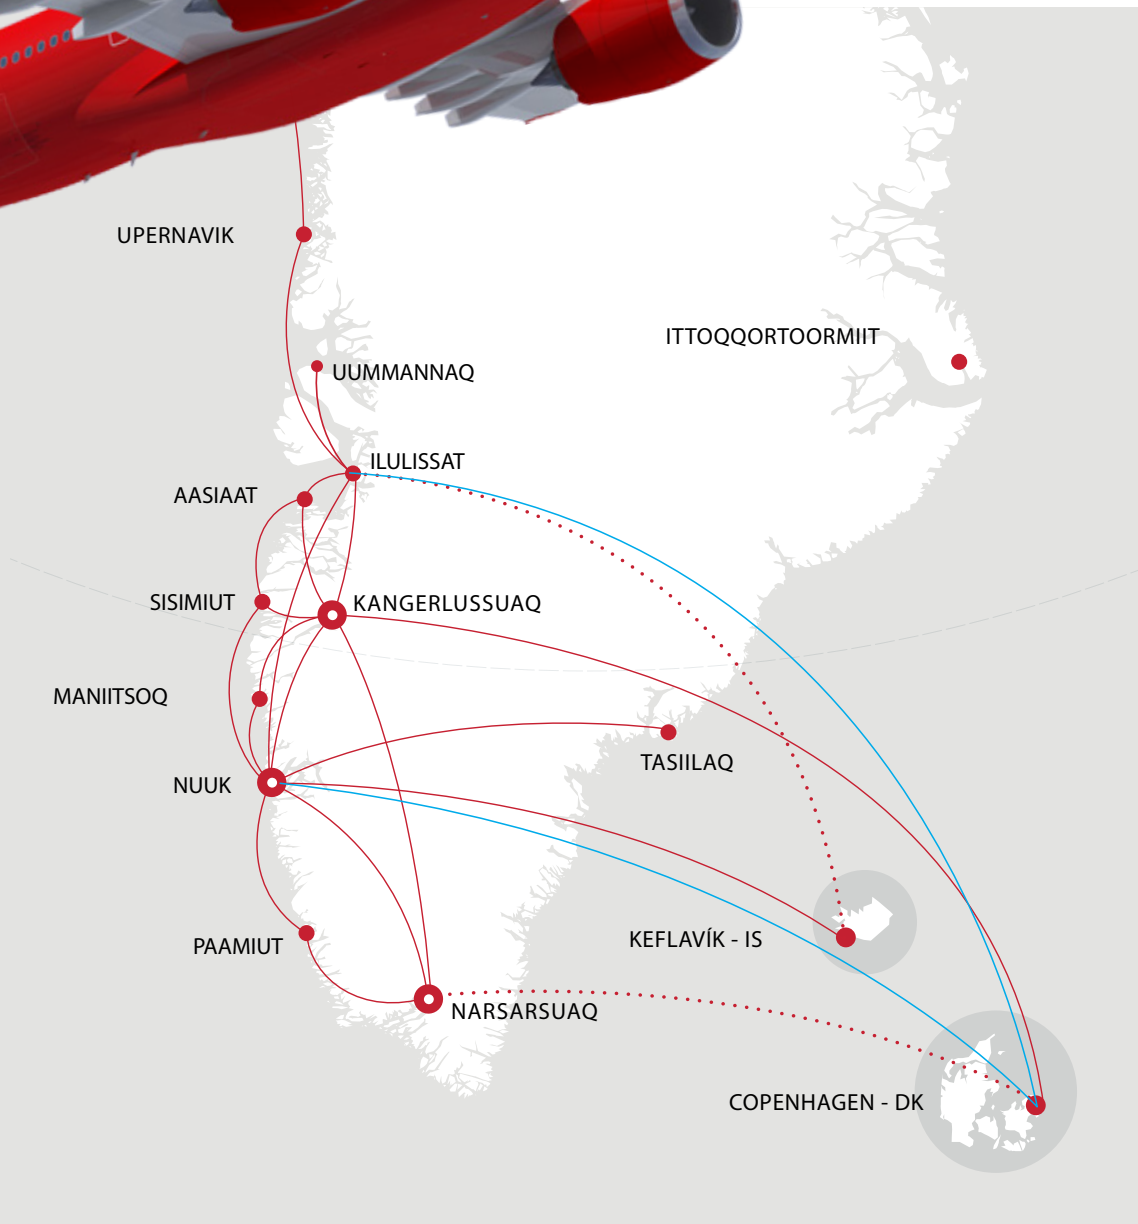 UPERNAVIK
ITTOQQORTOORMIIT
UUMMANNAQ
ILULISSAT
AASIAAT
SISIMIUT
KANGERLUSSUAQ
MANIITSOQ
TASIILAQ
NUUK
KEFLAVÍK - IS
PAAMIUT
NARSARSUAQ
COPENHAGEN - DK